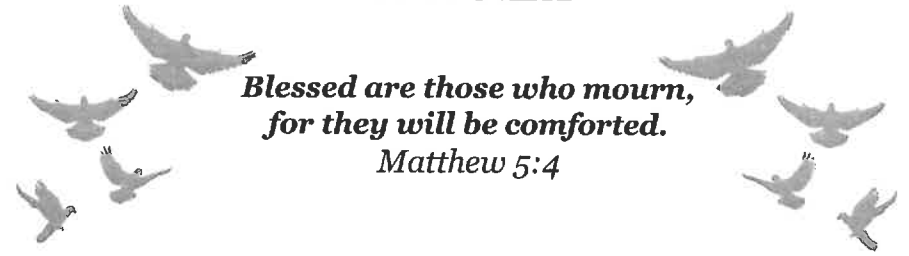 Blessed are those who mourn,
for they will be comforted.
Matthew 5:4